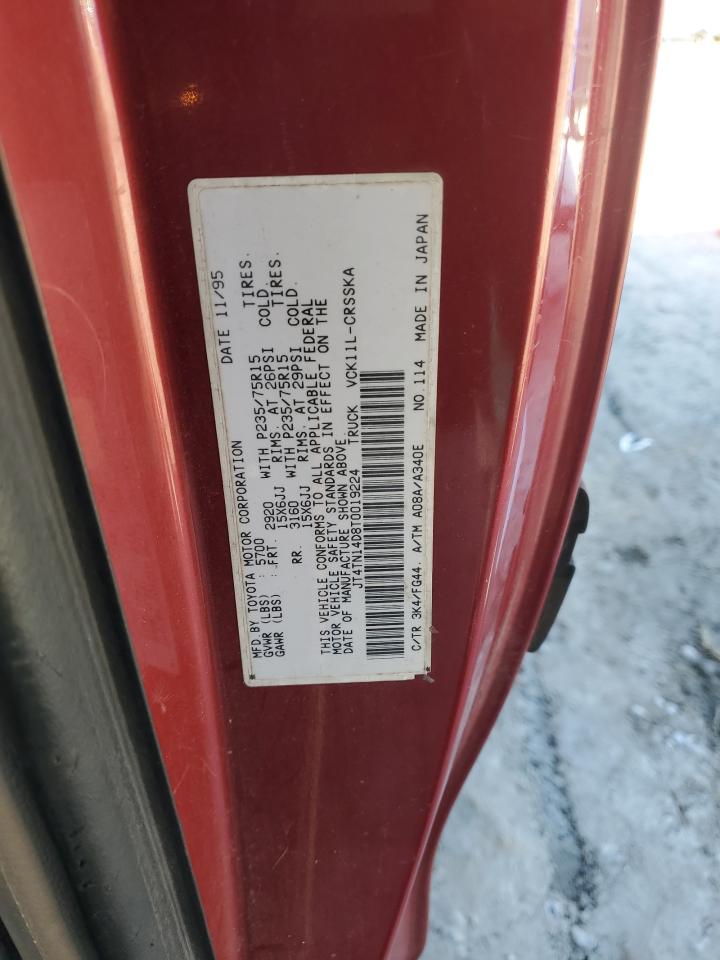 MFD BY TOYOTA MOTOR CORPORATION DATE 11/95
GVWR (LBS) : 5700
GAWR (LBS) : FRT. 2920 WITH P235/75R15 TIRES.
15X6JJ RIMS. AT 26PSI COLD.
RR. 3160 WITH P235/75R15 TIRES.
15X6JJ RIMS. AT 29PSI COLD.
THIS VEHICLE CONFORMS TO ALL APPLICABLE FEDERAL
MOTOR VEHICLE SAFETY STANDARDS IN EFFECT ON THE
DATE OF MANUFACTURE SHOWN ABOVE
JT4TN14D8T0019224 TRUCK VCK11L-CRSSKA
C/TR 3K4/FG44 A/TM A08A/A340E NO.114 MADE IN JAPAN